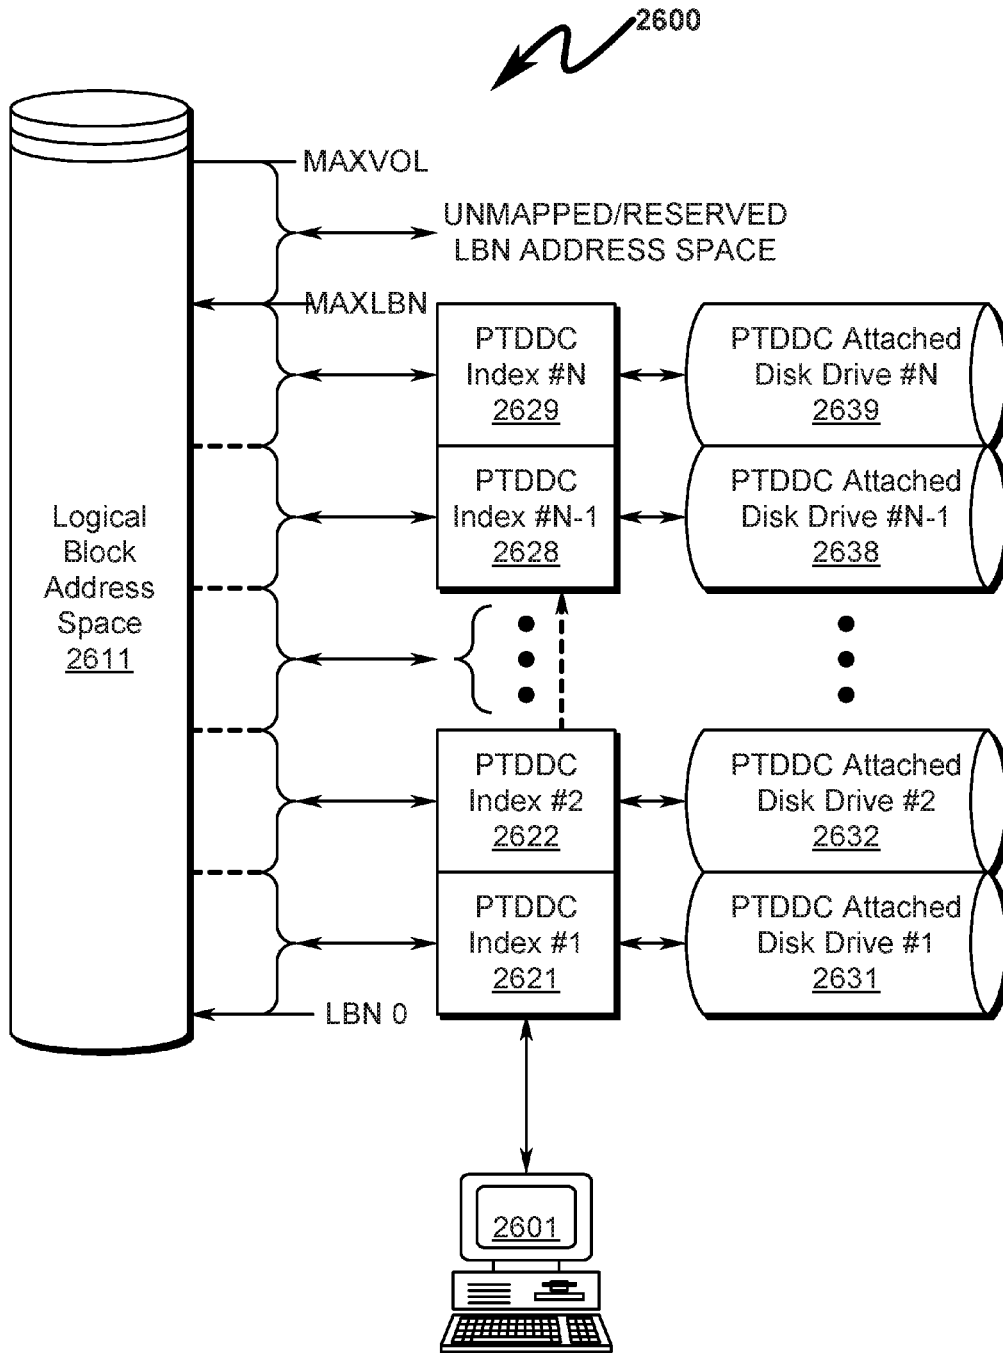 2600
MAXVOL
UNMAPPED/RESERVED
LBN ADDRESS SPACE
MAXLBN
PTDDC
Index #N
2629
PTDDC Attached
Disk Drive #N
2639
PTDDC
Index #N-1
2628
PTDDC Attached
Disk Drive #N-1
2638
Logical
Block
Address
Space
2611
PTDDC
Index #2
2622
PTDDC Attached
Disk Drive #2
2632
PTDDC
Index #1
2621
PTDDC Attached
Disk Drive #1
2631
LBN 0
2601